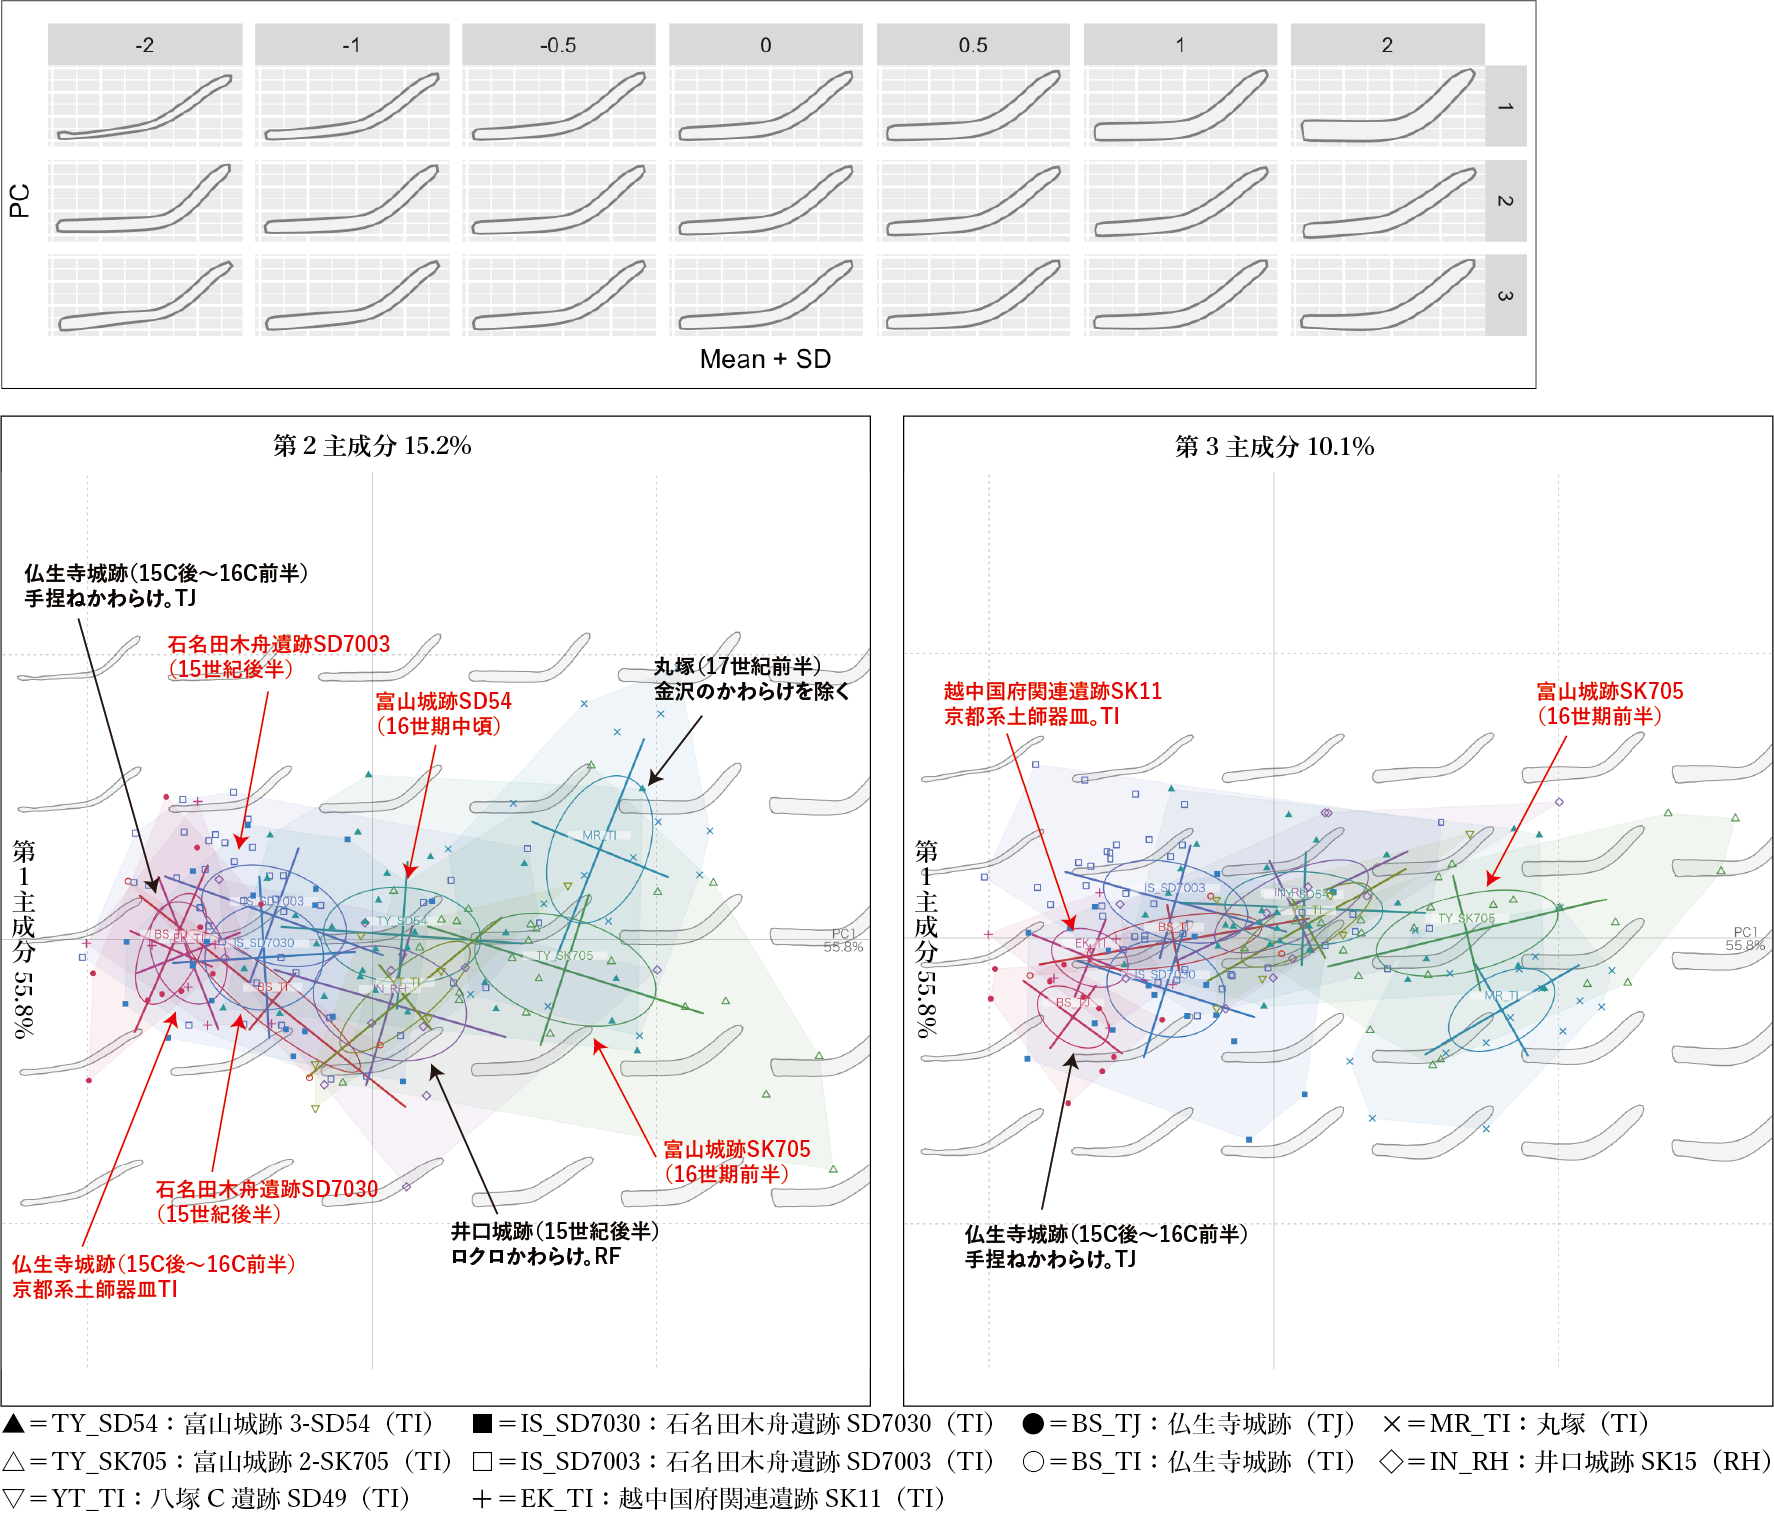 -2 -1 -0.5 0 0.5 1 2
1
2
3
PC
Mean + SD
第 2 主成分 15.2%
仏生寺城跡(15C後〜16C前半)
手捏ねかわらけ。TJ
石名田木舟遺跡SD7003
(15世紀後半)
富山城跡SD54
(16世期中頃)
丸塚(17世紀前半)
金沢のかわらけを除く
第1主成分 55.8%
MR_TI
IS_SD7003
TY_SD54
IS_SD7030
TY_SK705
BS_TI
PC1
55.8%
富山城跡SK705
(16世期前半)
石名田木舟遺跡SD7030
(15世紀後半)
井口城跡(15世紀後半)
ロクロかわらけ。RF
仏生寺城跡(15C後〜16C前半)
京都系土師器皿TI
第 3 主成分 10.1%
越中国府関連遺跡SK11
京都系土師器皿。TI
富山城跡SK705
(16世期前半)
第1主成分 55.8%
IS_SD7003
TY_SK705
BS_TI
EK_TI
IS_SD7030
BS_TJ
MR_TI
PC1
55.8%
仏生寺城跡(15C後〜16C前半)
手捏ねかわらけ。TJ
▲＝TY_SD54：富山城跡 3-SD54（TI） ■＝IS_SD7030：石名田木舟遺跡 SD7030（TI） ●＝BS_TJ：仏生寺城跡（TJ） ×＝MR_TI：丸塚（TI）
△＝TY_SK705：富山城跡 2-SK705（TI） □＝IS_SD7003：石名田木舟遺跡 SD7003（TI） ○＝BS_TI：仏生寺城跡（TI） ◇＝IN_RH：井口城跡 SK15（RH）
▽＝YT_TI：八塚 C 遺跡 SD49（TI） ＋＝EK_TI：越中国府関連遺跡 SK11（TI）